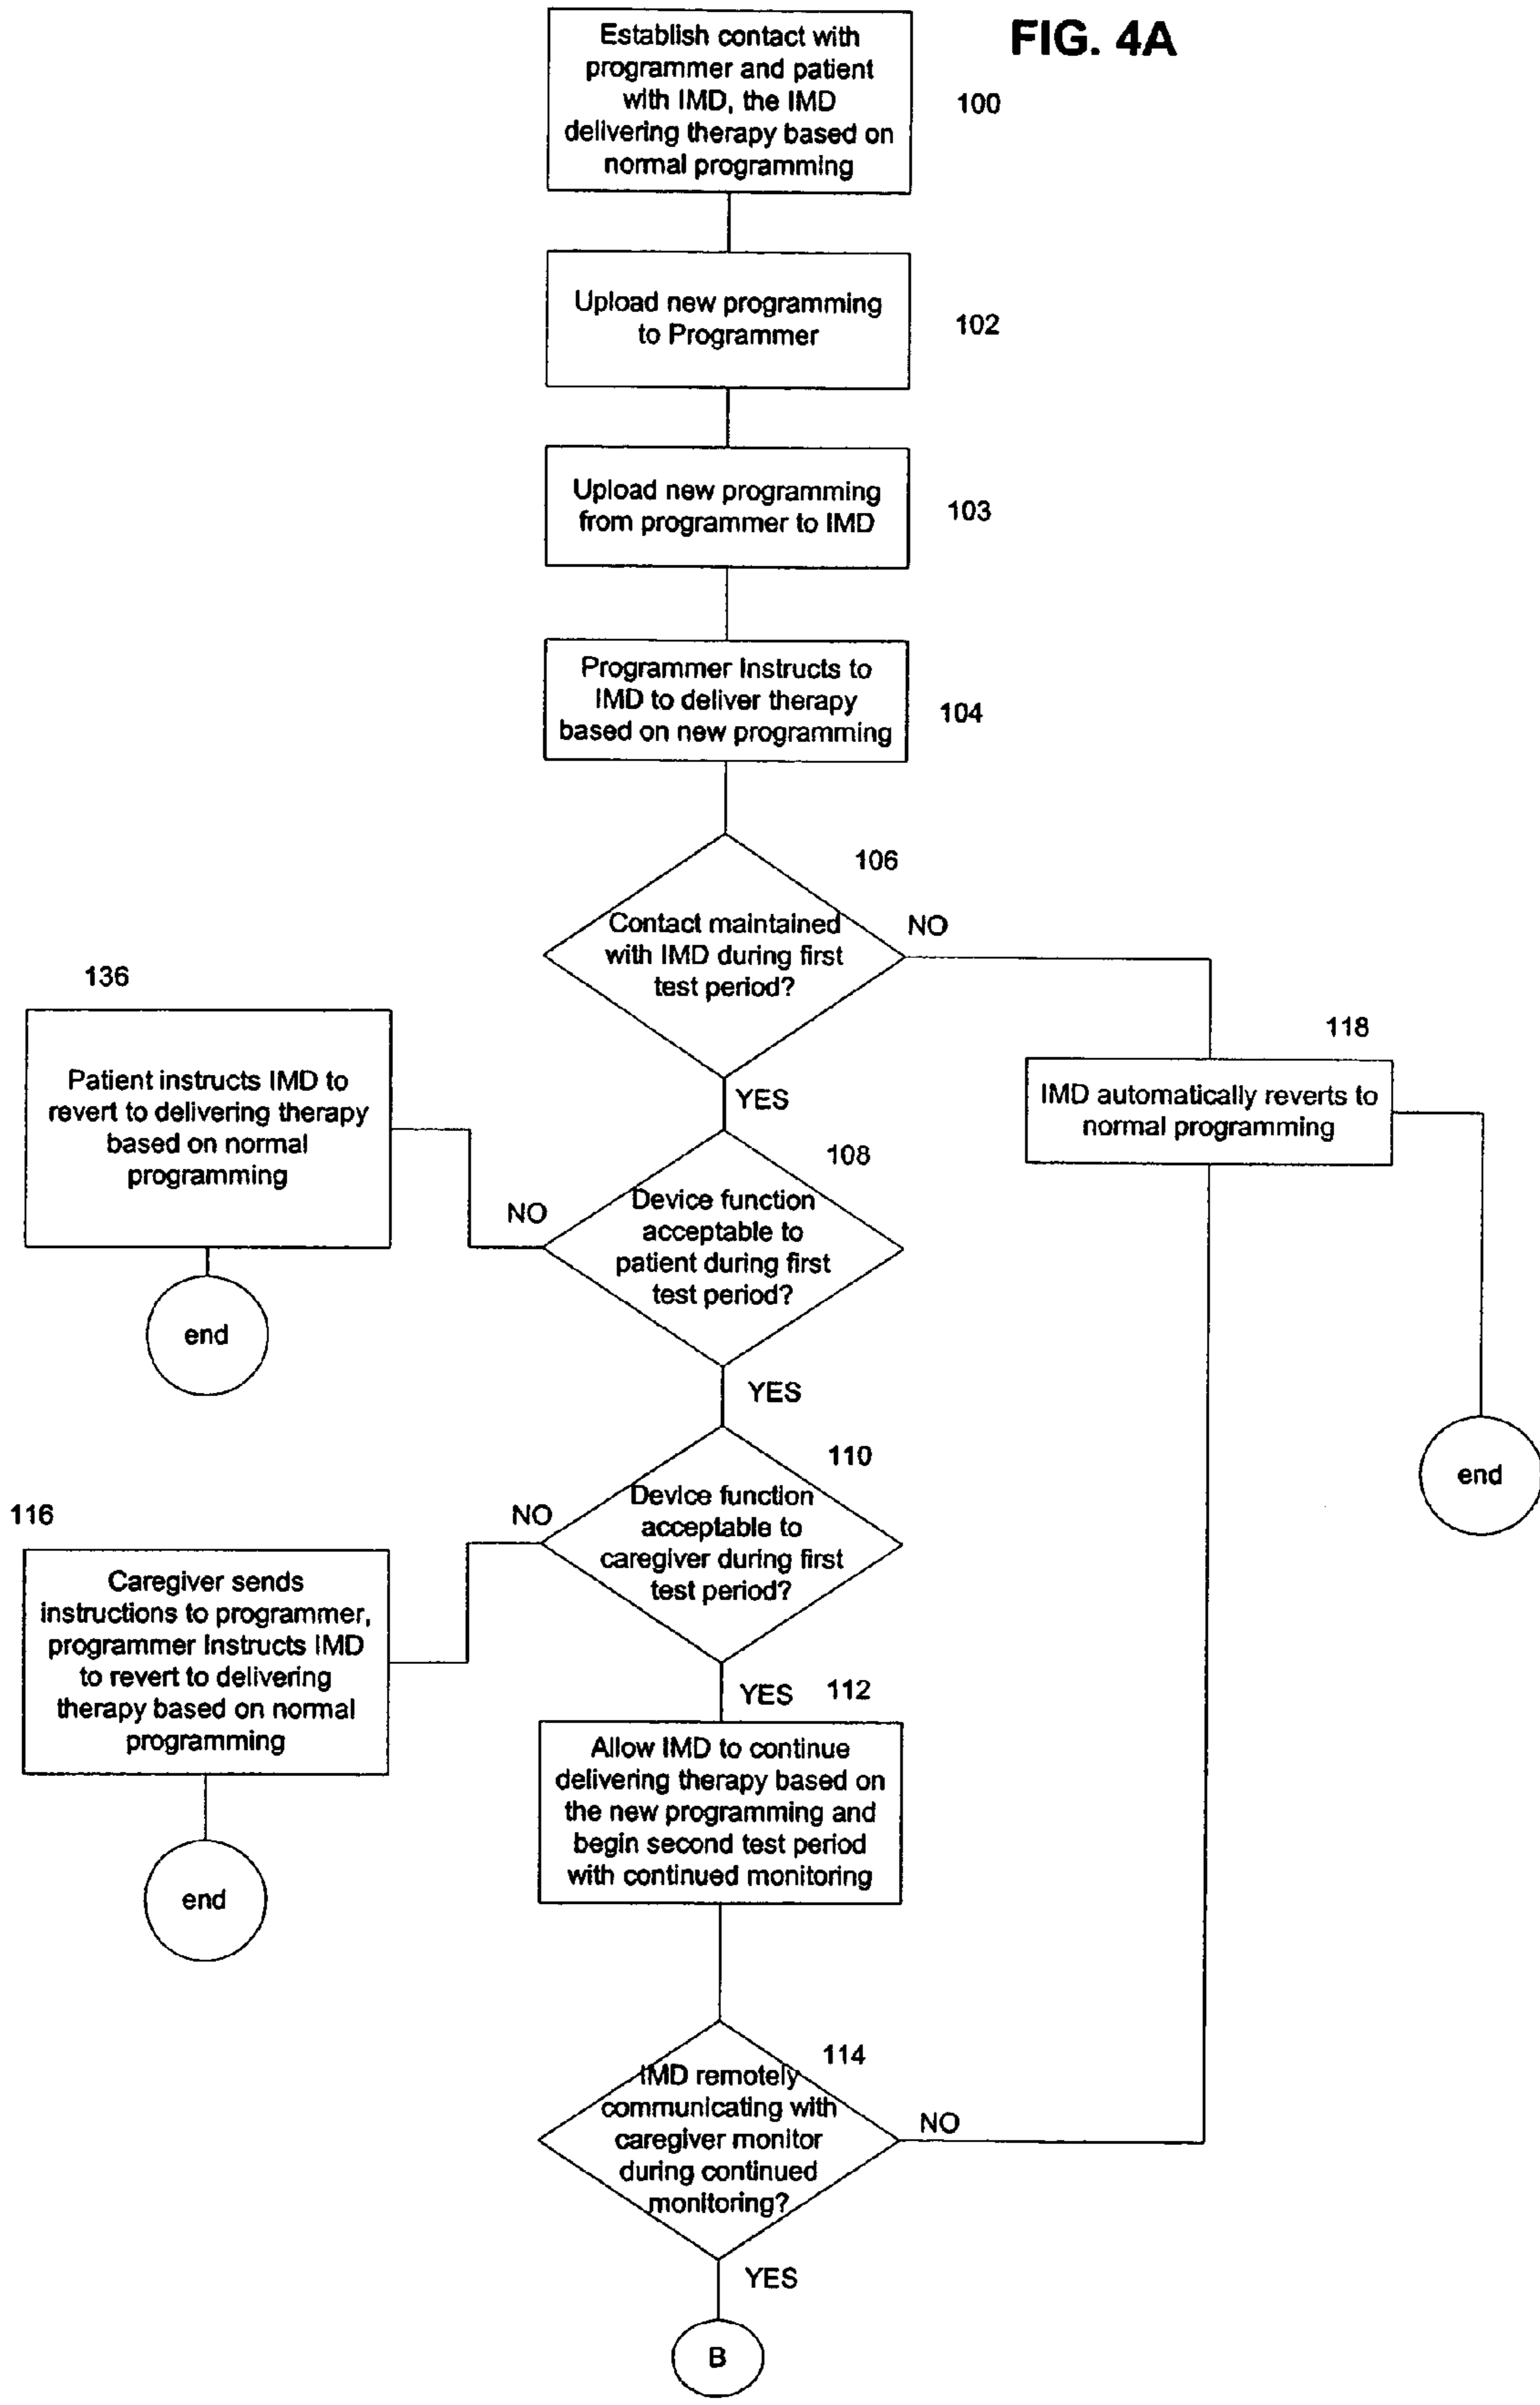 FIG. 4A
Establish contact with
programmer and patient
with IMD, the IMD
delivering therapy based on
normal programming
100
Upload new programming
to Programmer
102
Upload new programming
from programmer to IMD
103
Programmer Instructs to
IMD to deliver therapy
based on new programming
104
106
Contact maintained
with IMD during first
test period?
NO
YES
136
Patient instructs IMD to
revert to delivering therapy
based on normal
programming
end
118
IMD automatically reverts to
normal programming
end
108
Device function
acceptable to
patient during first
test period?
NO
YES
110
Device function
acceptable to
caregiver during first
test period?
NO
YES
116
Caregiver sends
instructions to programmer,
programmer Instructs IMD
to revert to delivering
therapy based on normal
programming
end
112
Allow IMD to continue
delivering therapy based on
the new programming and
begin second test period
with continued monitoring
114
IMD remotely
communicating with
caregiver monitor
during continued
monitoring?
NO
YES
B